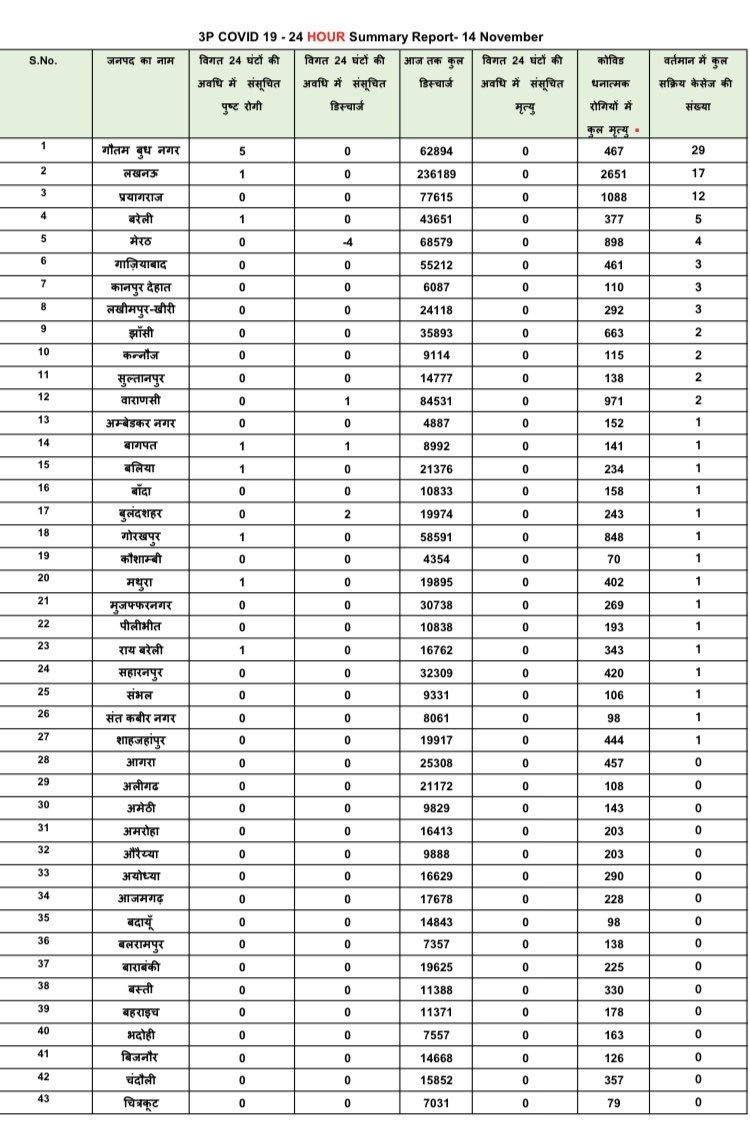 3P COVID 19 - 24 HOUR Summary Report- 14 November
S.No. जनपद का नाम विगत 24 घंटों की अवधि में संसूचित पुष्ट रोगी विगत 24 घंटों की अवधि में संसूचित डिस्चार्ज आज तक कुल डिस्चार्ज विगत 24 घंटों की अवधि में संसूचित मृत्यु कोविड धनात्मक रोगियों में कुल मृत्यु वर्तमान में कुल सक्रिय केसेज की संख्या
1 गौतम बुध नगर 5 0 62894 0 467 29
2 लखनऊ 1 0 236189 0 2651 17
3 प्रयागराज 0 0 77615 0 1088 12
4 बरेली 1 0 43651 0 377 5
5 मेरठ 0 -4 68579 0 898 4
6 गाज़ियाबाद 0 0 55212 0 461 3
7 कानपुर देहात 0 0 6087 0 110 3
8 लखीमपुर-खीरी 0 0 24118 0 292 3
9 झाँसी 0 0 35893 0 663 2
10 कन्नौज 0 0 9114 0 115 2
11 सुल्तानपुर 0 0 14777 0 138 2
12 वाराणसी 0 1 84531 0 971 2
13 अम्बेडकर नगर 0 0 4887 0 152 1
14 बागपत 1 1 8992 0 141 1
15 बलिया 1 0 21376 0 234 1
16 बाँदा 0 0 10833 0 158 1
17 बुलंदशहर 0 2 19974 0 243 1
18 गोरखपुर 1 0 58591 0 848 1
19 कौशाम्बी 0 0 4354 0 70 1
20 मथुरा 1 0 19895 0 402 1
21 मुजफ्फरनगर 0 0 30738 0 269 1
22 पीलीभीत 0 0 10838 0 193 1
23 राय बरेली 1 0 16762 0 343 1
24 सहारनपुर 0 0 32309 0 420 1
25 संभल 0 0 9331 0 106 1
26 संत कबीर नगर 0 0 8061 0 98 1
27 शाहजहांपुर 0 0 19917 0 444 1
28 आगरा 0 0 25308 0 457 0
29 अलीगढ 0 0 21172 0 108 0
30 अमेठी 0 0 9829 0 143 0
31 अमरोहा 0 0 16413 0 203 0
32 औरैय्या 0 0 9888 0 203 0
33 अयोध्या 0 0 16629 0 290 0
34 आजमगढ़ 0 0 17678 0 228 0
35 बदायूँ 0 0 14843 0 98 0
36 बलरामपुर 0 0 7357 0 138 0
37 बाराबंकी 0 0 19625 0 225 0
38 बस्ती 0 0 11388 0 330 0
39 बहराइच 0 0 11371 0 178 0
40 भदोही 0 0 7557 0 163 0
41 बिजनौर 0 0 14668 0 126 0
42 चंदौली 0 0 15852 0 357 0
43 चित्रकूट 0 0 7031 0 79 0